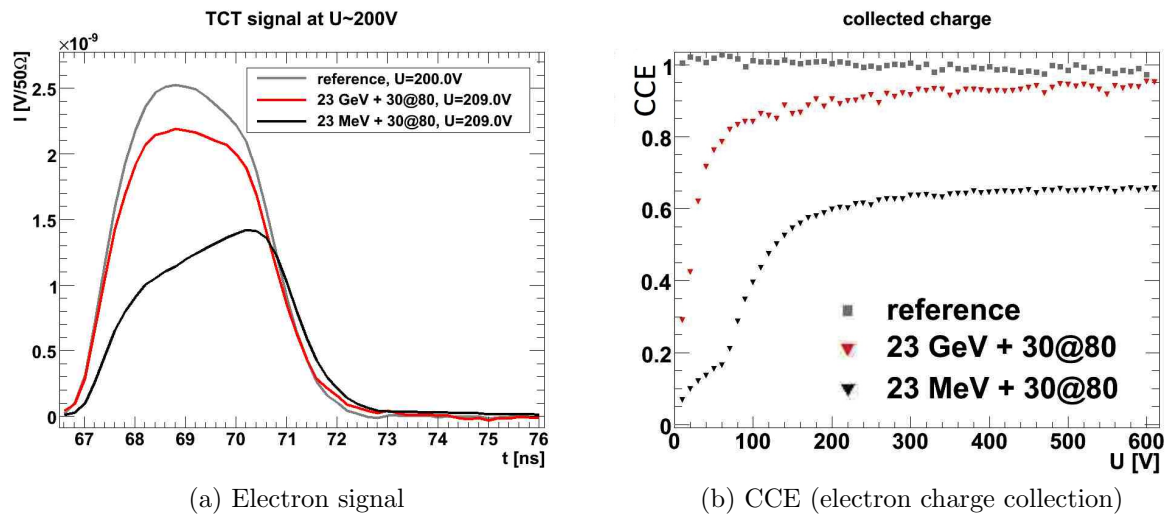 TCT signal at U~200V
×10⁻⁹
I [V/50Ω]
2.5
2
1.5
1
0.5
0
reference, U=200.0V
23 GeV + 30@80, U=209.0V
23 MeV + 30@80, U=209.0V
67 68 69 70 71 72 73 74 75 76
t [ns]
(a) Electron signal
collected charge
CCE
1
0.8
0.6
0.4
0.2
0
reference
23 GeV + 30@80
23 MeV + 30@80
0 100 200 300 400 500 600
U [V]
(b) CCE (electron charge collection)